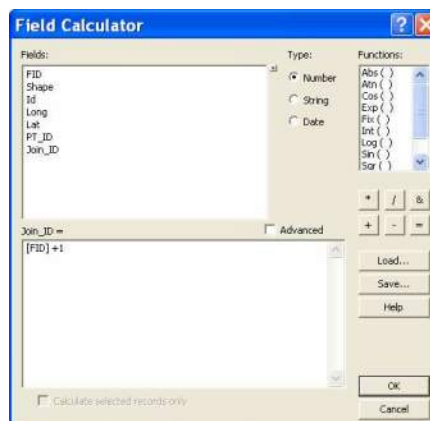 Field Calculator
Fields:
FID
Shape
Id
Long
Lat
PT_ID
Join_ID
Type:
Number
String
Date
Functions:
Abs ( )
Atn ( )
Cos ( )
Exp ( )
Fix ( )
Int ( )
Log ( )
Sin ( )
Sqr ( )
* / &
+ - =
Join_ID =
Advanced
[FID] +1
Load...
Save...
Help
Calculate selected records only
OK
Cancel